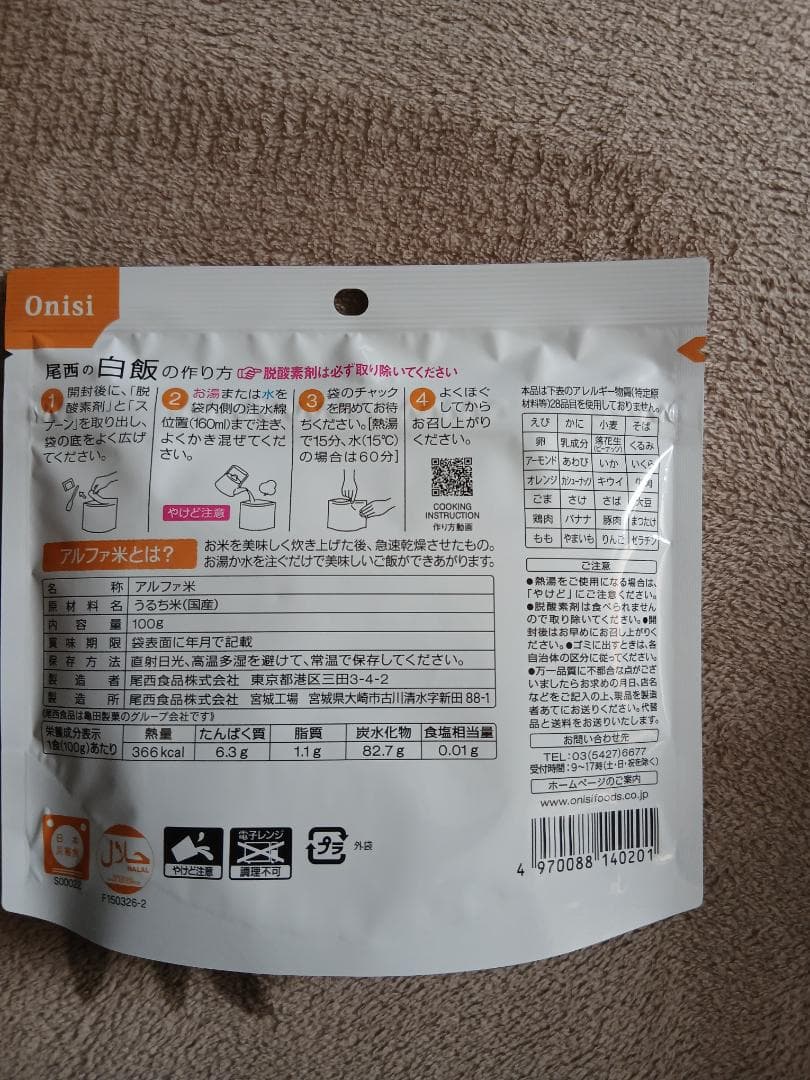 Onisi
尾西の白飯の作り方 脱酸素剤は必ず取り除いてください
1 開封後に、「脱
酸素剤」と「ス
プーン」を取り出し、
袋の底をよく広げ
てください。
2 お湯または水を
袋内側の注水線
位置(160ml)まで注ぎ、
よくかき混ぜてくだ
さい。
やけど注意
3 袋のチャック
を閉めてお待
ちください。[熱湯
で15分、水(15℃)
の場合は60分]
4 よくほぐ
してから
お召し上がり
ください。
COOKING
INSTRUCTION
作り方動画
アルファ米とは?
お米を美味しく炊き上げた後、急速乾燥させたもの。
お湯か水を注ぐだけで美味しいご飯ができあがります。
名称 アルファ米
原材料名 うるち米(国産)
内容量 100g
賞味期限 袋表面に年月で記載
保存方法 直射日光、高温多湿を避けて、常温で保存してください。
製造者 尾西食品株式会社 東京都港区三田3-4-2
製造所 尾西食品株式会社 宮城工場 宮城県大崎市古川清水字新田88-1
《尾西食品は亀田製菓のグループ会社です》
栄養成分表示 1食(100g)あたり
熱量 たんぱく質 脂質 炭水化物 食塩相当量
366kcal 6.3g 1.1g 82.7g 0.01g
日本
災害食
S00022
حلال
HALAL
F150326-2
やけど注意
電子レンジ
調理不可
プラ 外袋
本品は下表のアレルギー物質(特定原
材料等)28品目を使用しておりません。
えび かに 小麦 そば
卵 乳成分 落花生(ピーナッツ) くるみ
アーモンド あわび いか いくら
オレンジ カシューナッツ キウイ 牛肉
ごま さけ さば 大豆
鶏肉 バナナ 豚肉 まつたけ
もも やまいも りんご ゼラチン
ご注意
●熱湯をご使用になる場合は、
「やけど」にご注意ください。
●脱酸素剤は食べられません
ので取り除いてください。●開
封後はお早めにお召し上がりく
ださい。●ゴミに出すときは、各
自治体の区分に従ってください。
●万一品質に不都合な点がござ
いましたらお求めの月日、店名
などをご記入の上、現品を製造
者あてにお送りください。代替
品と送料をお送りいたします。
お問い合わせ先
TEL:03(5427)6677
受付時間:9〜17時(土・日・祝を除く)
ホームページのご案内
www.onisifoods.co.jp
4 970088 140201